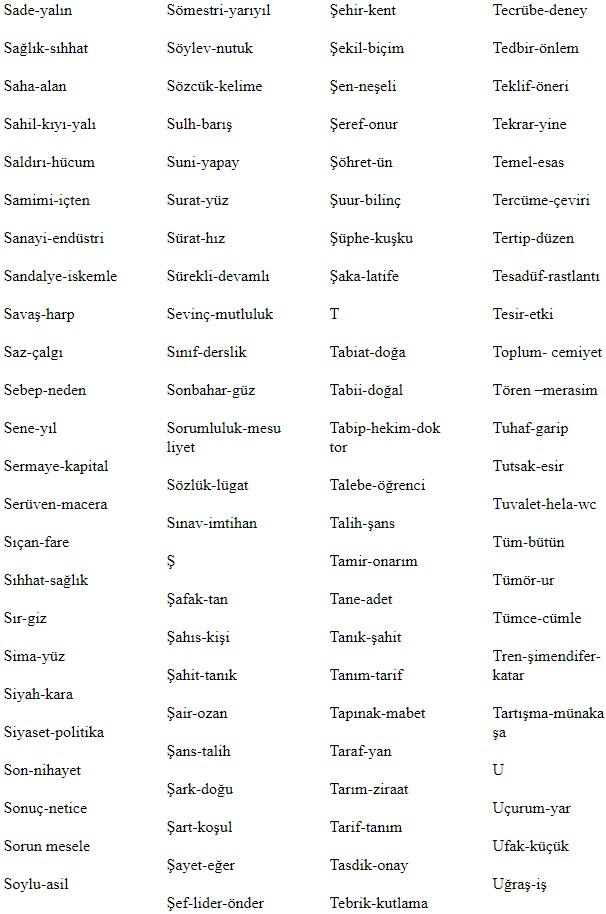 Sade-yalın
Sağlık-sıhhat
Saha-alan
Sahil-kıyı-yalı
Saldırı-hücum
Samimi-içten
Sanayi-endüstri
Sandalye-iskemle
Savaş-harp
Saz-çalgı
Sebep-neden
Sene-yıl
Sermaye-kapital
Serüven-macera
Sıçan-fare
Sıhhat-sağlık
Sır-giz
Sima-yüz
Siyah-kara
Siyaset-politika
Son-nihayet
Sonuç-netice
Sorun mesele
Soylu-asil
Sömestri-yarıyıl
Söylev-nutuk
Sözcük-kelime
Sulh-barış
Suni-yapay
Surat-yüz
Sürat-hız
Sürekli-devamlı
Sevinç-mutluluk
Sınıf-derslik
Sonbahar-güz
Sorumluluk-mesu
liyet
Sözlük-lügat
Sınav-imtihan
Ş
Şafak-tan
Şahıs-kişi
Şahit-tanık
Şair-ozan
Şans-talih
Şark-doğu
Şart-koşul
Şayet-eğer
Şef-lider-önder
Şehir-kent
Şekil-biçim
Şen-neşeli
Şeref-onur
Şöhret-ün
Şuur-bilinç
Şüphe-kuşku
Şaka-latife
T
Tabiat-doğa
Tabii-doğal
Tabip-hekim-dok
tor
Talebe-öğrenci
Talih-şans
Tamir-onarım
Tane-adet
Tanık-şahit
Tanım-tarif
Tapınak-mabet
Taraf-yan
Tarım-ziraat
Tarif-tanım
Tasdik-onay
Tebrik-kutlama
Tecrübe-deney
Tedbir-önlem
Teklif-öneri
Tekrar-yine
Temel-esas
Tercüme-çeviri
Tertip-düzen
Tesadüf-rastlantı
Tesir-etki
Toplum- cemiyet
Tören –merasim
Tuhaf-garip
Tutsak-esir
Tuvalet-hela-wc
Tüm-bütün
Tümör-ur
Tümce-cümle
Tren-şimendifer-
katar
Tartışma-münaka
şa
U
Uçurum-yar
Ufak-küçük
Uğraş-iş